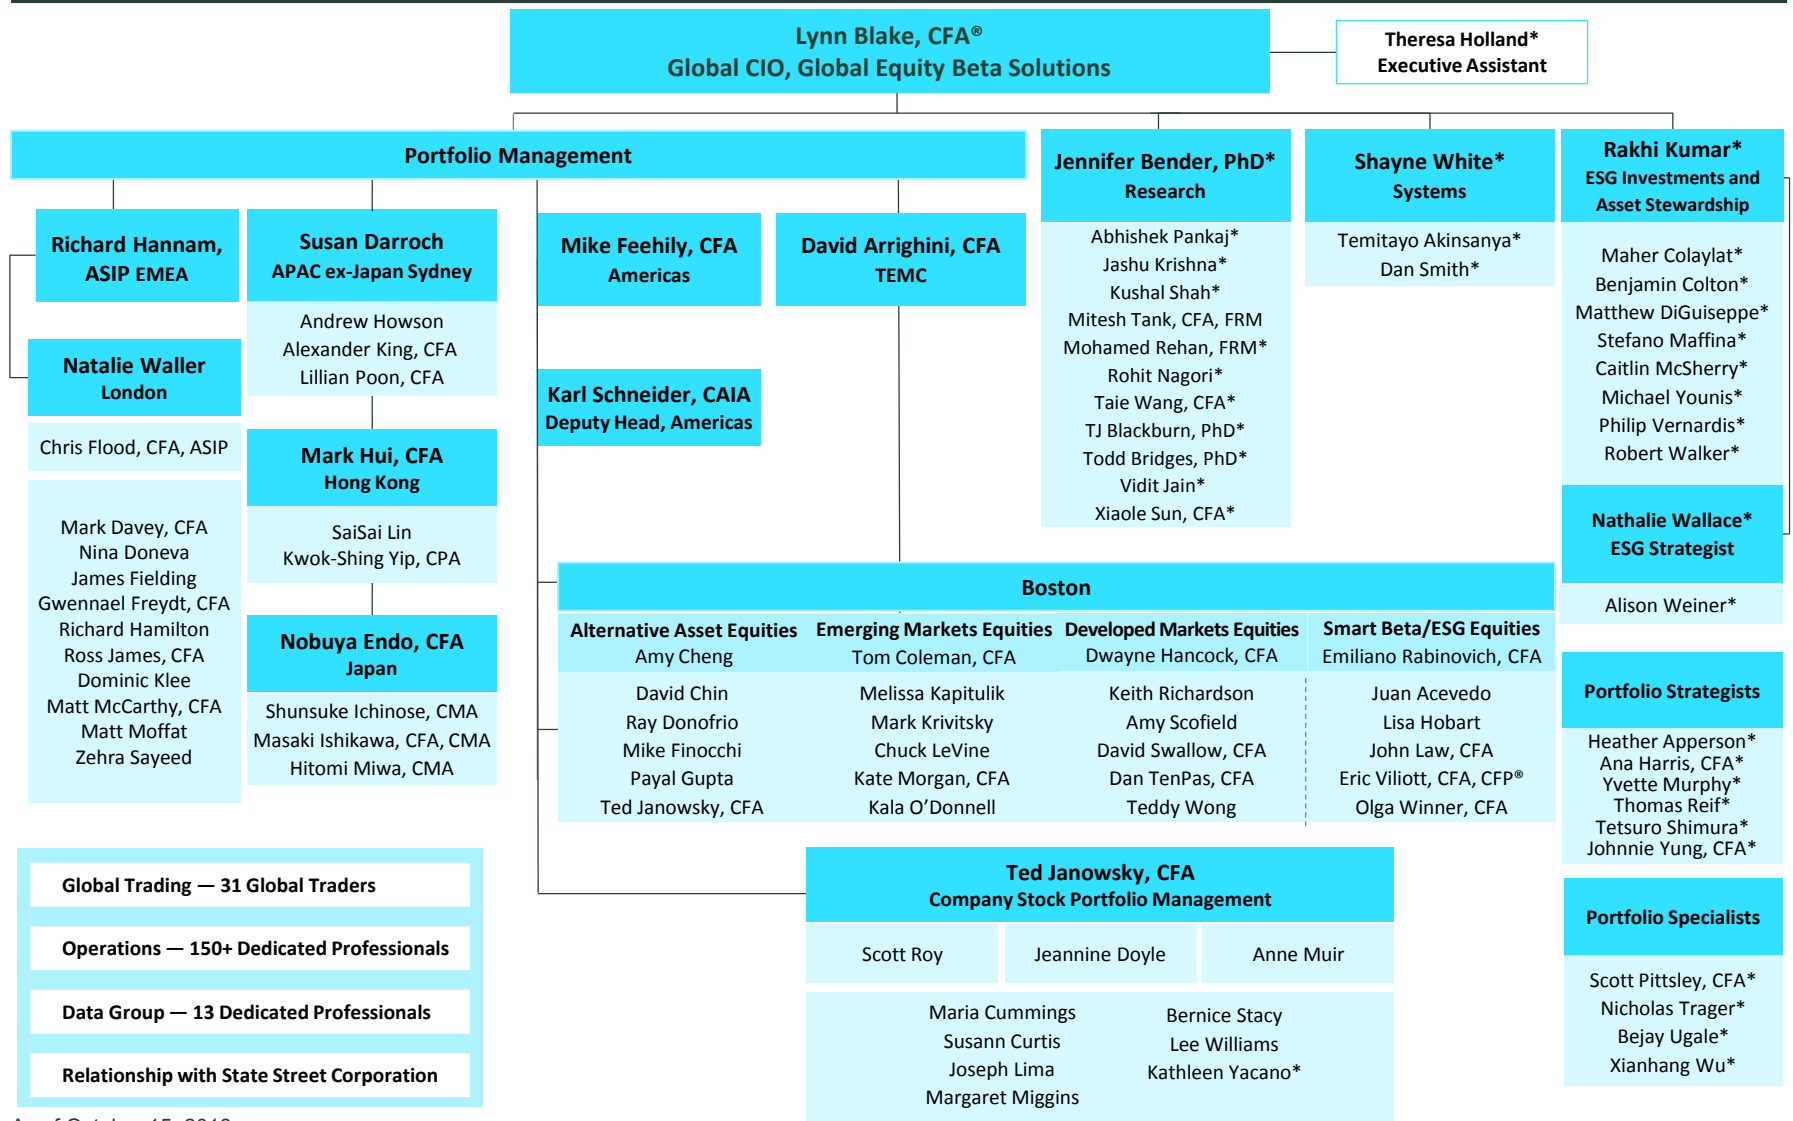 Lynn Blake, CFA®
Global CIO, Global Equity Beta Solutions
Theresa Holland*
Executive Assistant
Portfolio Management
Richard Hannam,
ASIP EMEA
Natalie Waller
London
Chris Flood, CFA, ASIP
Mark Davey, CFA
Nina Doneva
James Fielding
Gwennael Freydt, CFA
Richard Hamilton
Ross James, CFA
Dominic Klee
Matt McCarthy, CFA
Matt Moffat
Zehra Sayeed
Susan Darroch
APAC ex-Japan Sydney
Andrew Howson
Alexander King, CFA
Lillian Poon, CFA
Mark Hui, CFA
Hong Kong
SaiSai Lin
Kwok-Shing Yip, CPA
Nobuya Endo, CFA
Japan
Shunsuke Ichinose, CMA
Masaki Ishikawa, CFA, CMA
Hitomi Miwa, CMA
Mike Feehily, CFA
Americas
Karl Schneider, CAIA
Deputy Head, Americas
David Arrighini, CFA
TEMC
Jennifer Bender, PhD*
Research
Abhishek Pankaj*
Jashu Krishna*
Kushal Shah*
Mitesh Tank, CFA, FRM
Mohamed Rehan, FRM*
Rohit Nagori*
Taie Wang, CFA*
TJ Blackburn, PhD*
Todd Bridges, PhD*
Vidit Jain*
Xiaole Sun, CFA*
Shayne White*
Systems
Temitayo Akinsanya*
Dan Smith*
Rakhi Kumar*
ESG Investments and
Asset Stewardship
Maher Colaylat*
Benjamin Colton*
Matthew DiGuiseppe*
Stefano Maffina*
Caitlin McSherry*
Michael Younis*
Philip Vernardis*
Robert Walker*
Nathalie Wallace*
ESG Strategist
Alison Weiner*
Portfolio Strategists
Heather Apperson*
Ana Harris, CFA*
Yvette Murphy*
Thomas Reif*
Tetsuro Shimura*
Johnnie Yung, CFA*
Portfolio Specialists
Scott Pittsley, CFA*
Nicholas Trager*
Bejay Ugale*
Xianhang Wu*
Boston
Alternative Asset Equities
Amy Cheng
David Chin
Ray Donofrio
Mike Finocchi
Payal Gupta
Ted Janowsky, CFA
Emerging Markets Equities
Tom Coleman, CFA
Melissa Kapitulik
Mark Krivitsky
Chuck LeVine
Kate Morgan, CFA
Kala O’Donnell
Developed Markets Equities
Dwayne Hancock, CFA
Keith Richardson
Amy Scofield
David Swallow, CFA
Dan TenPas, CFA
Teddy Wong
Smart Beta/ESG Equities
Emiliano Rabinovich, CFA
Juan Acevedo
Lisa Hobart
John Law, CFA
Eric Viliott, CFA, CFP®
Olga Winner, CFA
Ted Janowsky, CFA
Company Stock Portfolio Management
Scott Roy
Jeannine Doyle
Anne Muir
Maria Cummings
Susann Curtis
Joseph Lima
Margaret Miggins
Bernice Stacy
Lee Williams
Kathleen Yacano*
Global Trading — 31 Global Traders
Operations — 150+ Dedicated Professionals
Data Group — 13 Dedicated Professionals
Relationship with State Street Corporation